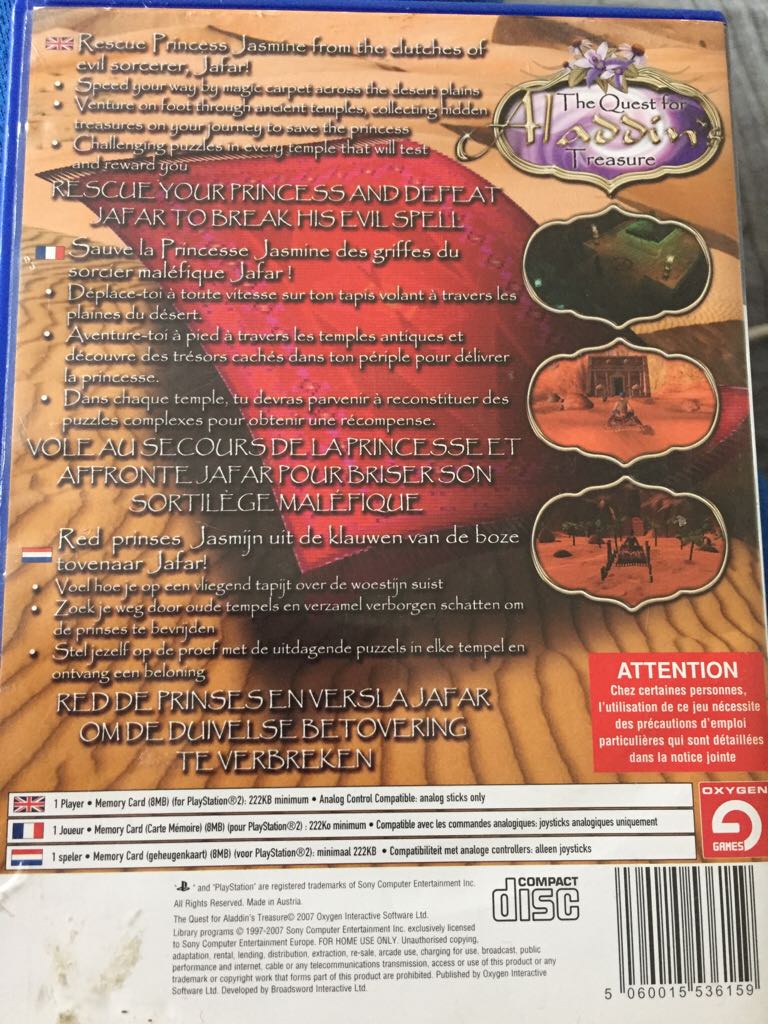 Rescue Princess Jasmine from the clutches of
evil sorcerer, Jafar!
• Speed your way by magic carpet across the desert plains
• Venture on foot through ancient temples, collecting hidden
treasures on your journey to save the princess
• Challenging puzzles in every temple that will test
and reward you
RESCUE YOUR PRINCESS AND DEFEAT
JAFAR TO BREAK HIS EVIL SPELL
The Quest for
Aladdin's
Treasure
Sauve la Princesse Jasmine des griffes du
sorcier maléfique Jafar !
• Déplace-toi à toute vitesse sur ton tapis volant à travers les
plaines du désert.
• Aventure-toi à pied à travers les temples antiques et
découvre des trésors cachés dans ton périple pour délivrer
la princesse.
• Dans chaque temple, tu devras parvenir à reconstituer des
puzzles complexes pour obtenir une récompense.
VOLE AU SECOURS DE LA PRINCESSE ET
AFFRONTE JAFAR POUR BRISER SON
SORTILÈGE MALÉFIQUE
Red prinses Jasmijn uit de klauwen van de boze
tovenaar Jafar!
• Voel hoe je op een vliegend tapijt over de woestijn suist
• Zoek je weg door oude tempels en verzamel verborgen schatten om
de prinses te bevrijden
• Stel jezelf op de proef met de uitdagende puzzels in elke tempel en
ontvang een beloning
RED DE PRINSES EN VERSLA JAFAR
OM DE DUIVELSE BETOVERING
TE VERBREKEN
ATTENTION
Chez certaines personnes,
l'utilisation de ce jeu nécessite
des précautions d'emploi
particulières qui sont détaillées
dans la notice jointe
1 Player • Memory Card (8MB) (for PlayStation®2): 222KB minimum • Analog Control Compatible: analog sticks only
1 Joueur • Memory Card (Carte Mémoire) (8MB) (pour PlayStation®2) : 222Ko minimum • Compatible avec les commandes analogiques: joysticks analogiques uniquement
1 speler • Memory Card (geheugenkaart) (8MB) (voor PlayStation®2): minimaal 222KB • Compatibiliteit met analoge controllers: alleen joysticks
OXYGEN
GAMES
" " and "PlayStation" are registered trademarks of Sony Computer Entertainment Inc.
All Rights Reserved. Made in Austria.
The Quest for Aladdin's Treasure© 2007 Oxygen Interactive Software Ltd.
Library programs © 1997-2007 Sony Computer Entertainment Inc. exclusively licensed
to Sony Computer Entertainment Europe. FOR HOME USE ONLY. Unauthorised copying,
adaptation, rental, lending, distribution, extraction, re-sale, arcade use, charging for use, broadcast, public
performance and internet, cable or any telecommunications transmission, access or use of this product or any
trademark or copyright work that forms part of this product are prohibited. Published by Oxygen Interactive
Software Ltd. Developed by Broadsword Interactive Ltd.
COMPACT
disc
5 060015 536159